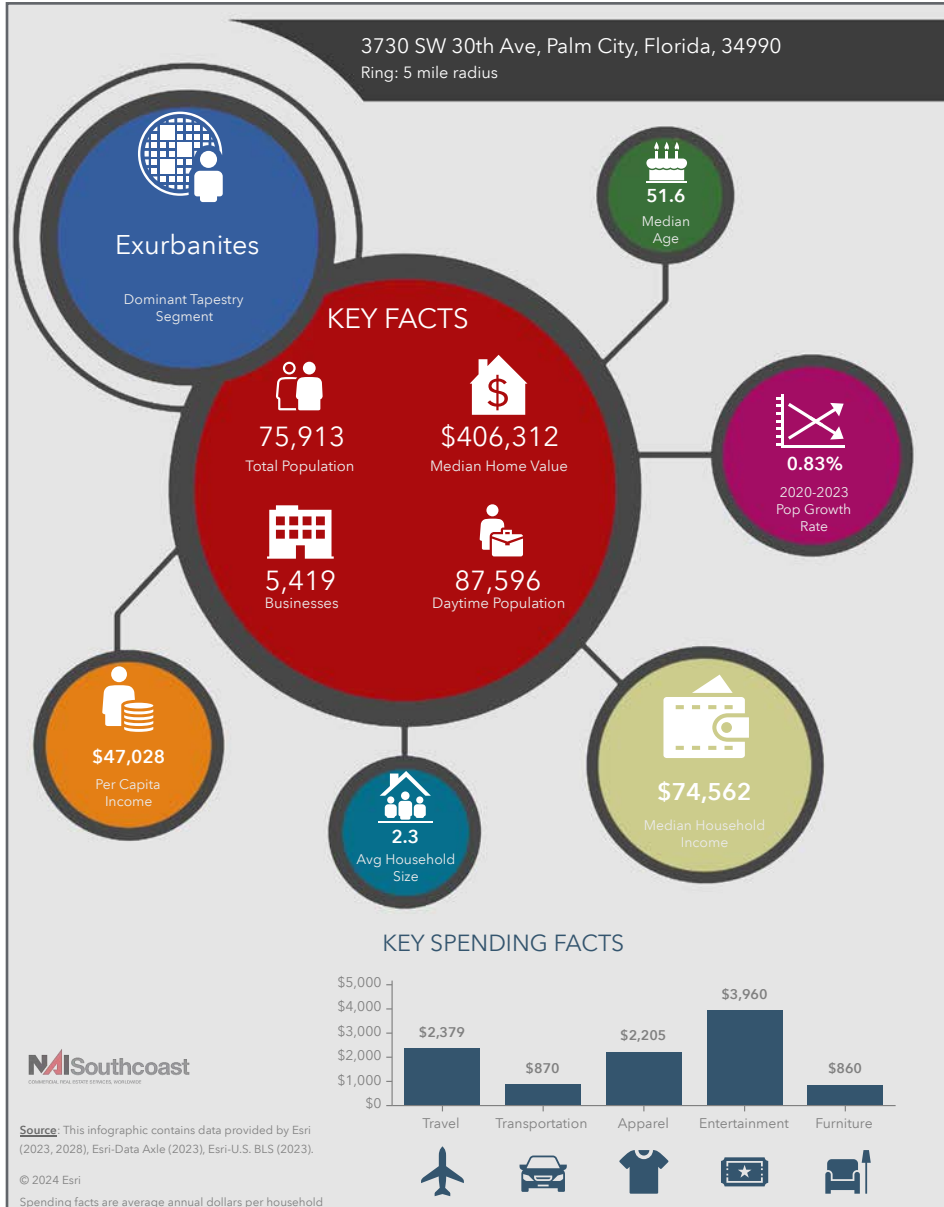 3730 SW 30th Ave, Palm City, Florida, 34990
Ring: 5 mile radius
Exurbanites
Dominant Tapestry
Segment
51.6
Median
Age
KEY FACTS
75,913
Total Population
$
$406,312
Median Home Value
5,419
Businesses
87,596
Daytime Population
0.83%
2020-2023
Pop Growth
Rate
$47,028
Per Capita
Income
2.3
Avg Household
Size
$74,562
Median Household
Income
KEY SPENDING FACTS
$5,000
$4,000
$3,000
$2,000
$1,000
$0
$2,379
$870
$2,205
$3,960
$860
Travel
Transportation
Apparel
Entertainment
Furniture
NAISouthcoast
COMMERCIAL REAL ESTATE SERVICES, WORLDWIDE
Source: This infographic contains data provided by Esri
(2023, 2028), Esri-Data Axle (2023), Esri-U.S. BLS (2023).
© 2024 Esri
Spending facts are average annual dollars per household